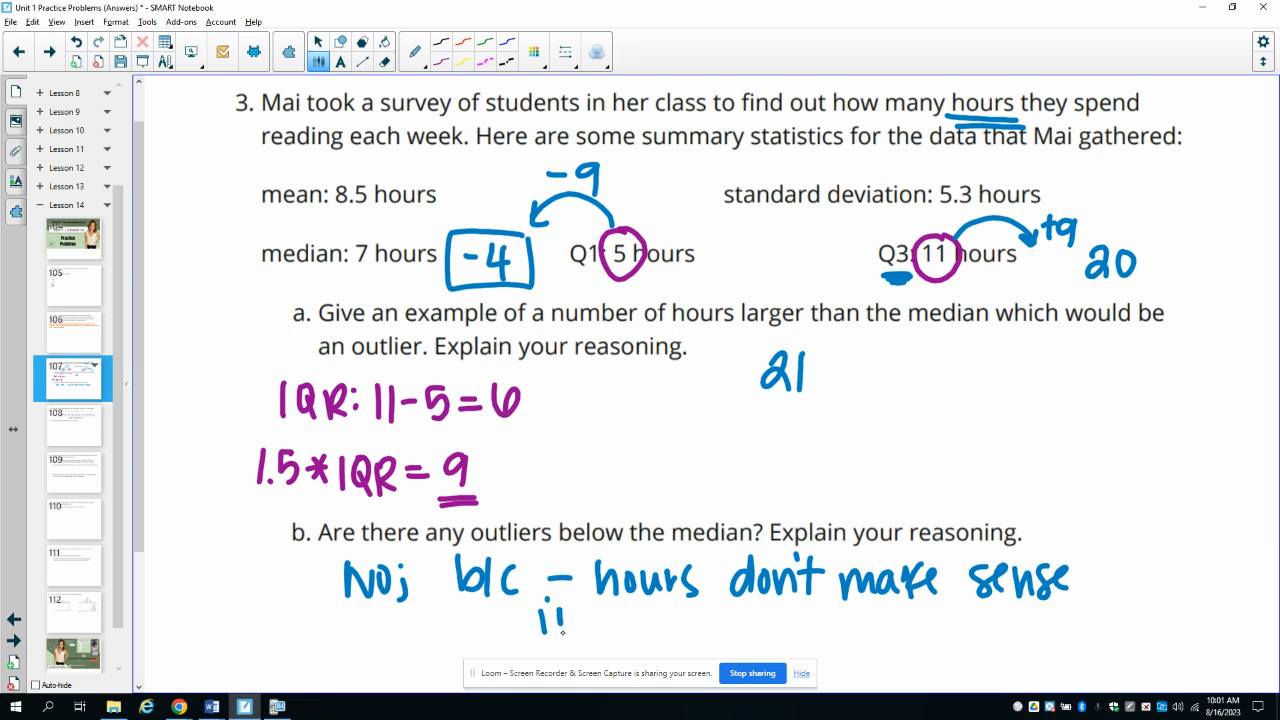 Unit 1 Practice Problems (Answers) * - SMART Notebook
File Edit View Insert Format Tools Add-ons Account Help
Lesson 8
Lesson 9
Lesson 10
Lesson 11
Lesson 12
Lesson 13
Lesson 14
105
106
107
108
109
110
111
112
Auto-hide
3. Mai took a survey of students in her class to find out how many hours they spend
reading each week. Here are some summary statistics for the data that Mai gathered:
-9
mean: 8.5 hours standard deviation: 5.3 hours
+9
median: 7 hours -4 Q1: 5 hours Q3: 11 hours 20
a. Give an example of a number of hours larger than the median which would be
an outlier. Explain your reasoning.
21
IQR: 11-5=6
1.5*IQR= 9
b. Are there any outliers below the median? Explain your reasoning.
No; b/c - hours don't make sense
Loom – Screen Recorder & Screen Capture is sharing your screen. Stop sharing Hide
10:01 AM
8/16/2023